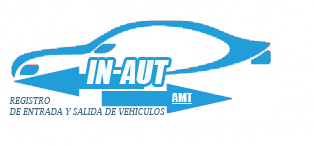 IN-AUT
AMT
REGISTRO
DE ENTRADA Y SALIDA DE VEHICULOS